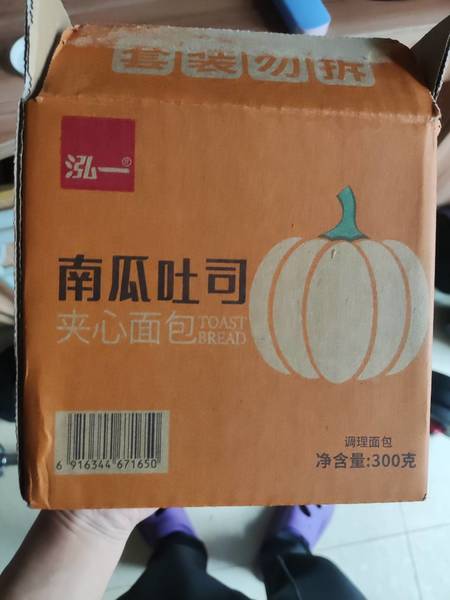 套装勿拆
泓一®
南瓜吐司
夹心面包
TOAST
BREAD
调理面包
净含量:300克
6 916344 671650